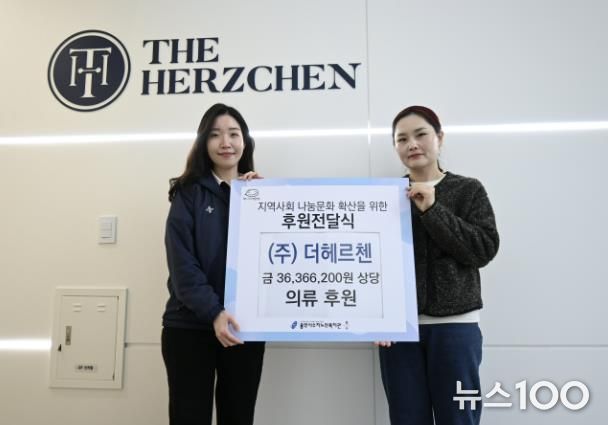 THE
HERZCHEN
지역사회 나눔문화 확산을 위한
후원전달식
(주) 더헤르첸
금 36,366,200원 상당
의류 후원
뉴스100